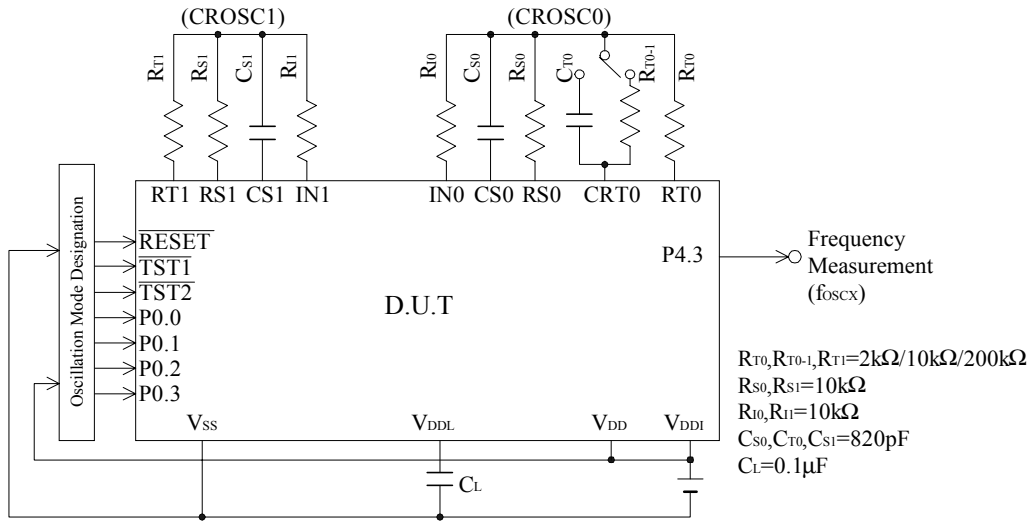 (CROSC1)
(CROSC0)
RT1
RS1
CS1
RI1
RI0
CS0
RS0
CT0
RT0-1
RT0
RT1 RS1 CS1 IN1
IN0 CS0 RS0 CRT0 RT0
Oscillation Mode Designation
RESET
TST1
TST2
P0.0
P0.1
P0.2
P0.3
D.U.T
P4.3
Frequency
Measurement
(fOSCX)
VSS
VDDL
VDD
VDDI
CL
RT0,RT0-1,RT1=2kΩ/10kΩ/200kΩ
RS0,RS1=10kΩ
RI0,RI1=10kΩ
CS0,CT0,CS1=820pF
CL=0.1μF